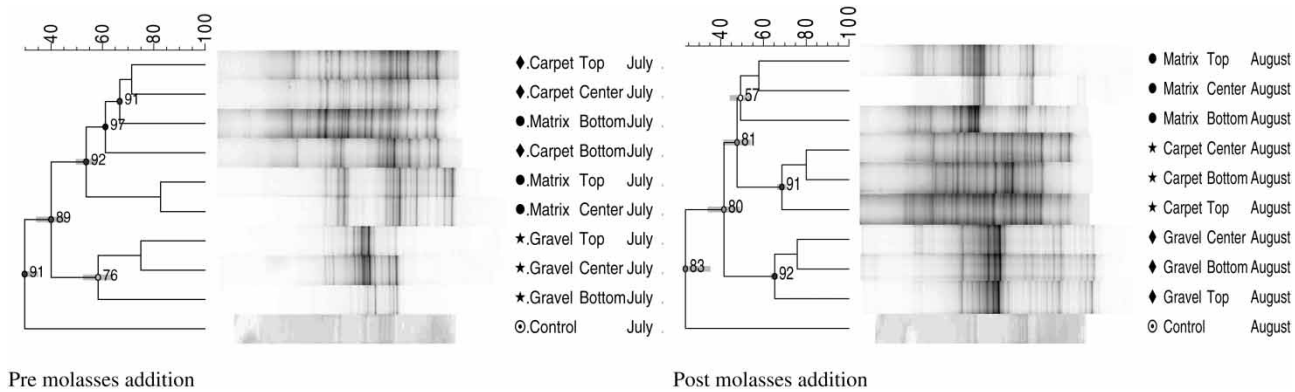 40 60 80 100
91
97
92
89
76
91
♦.Carpet Top July .
♦.Carpet Center July .
●.Matrix Bottom July .
♦.Carpet Bottom July .
●.Matrix Top July .
●.Matrix Center July .
★.Gravel Top July .
★.Gravel Center July .
★.Gravel Bottom July .
⊙.Control July .
Pre molasses addition
40 60 80 100
57
81
91
80
83
92
● Matrix Top August
● Matrix Center August
● Matrix Bottom August
★ Carpet Center August
★ Carpet Bottom August
★ Carpet Top August
♦ Gravel Center August
♦ Gravel Bottom August
♦ Gravel Top August
⊙ Control August
Post molasses addition